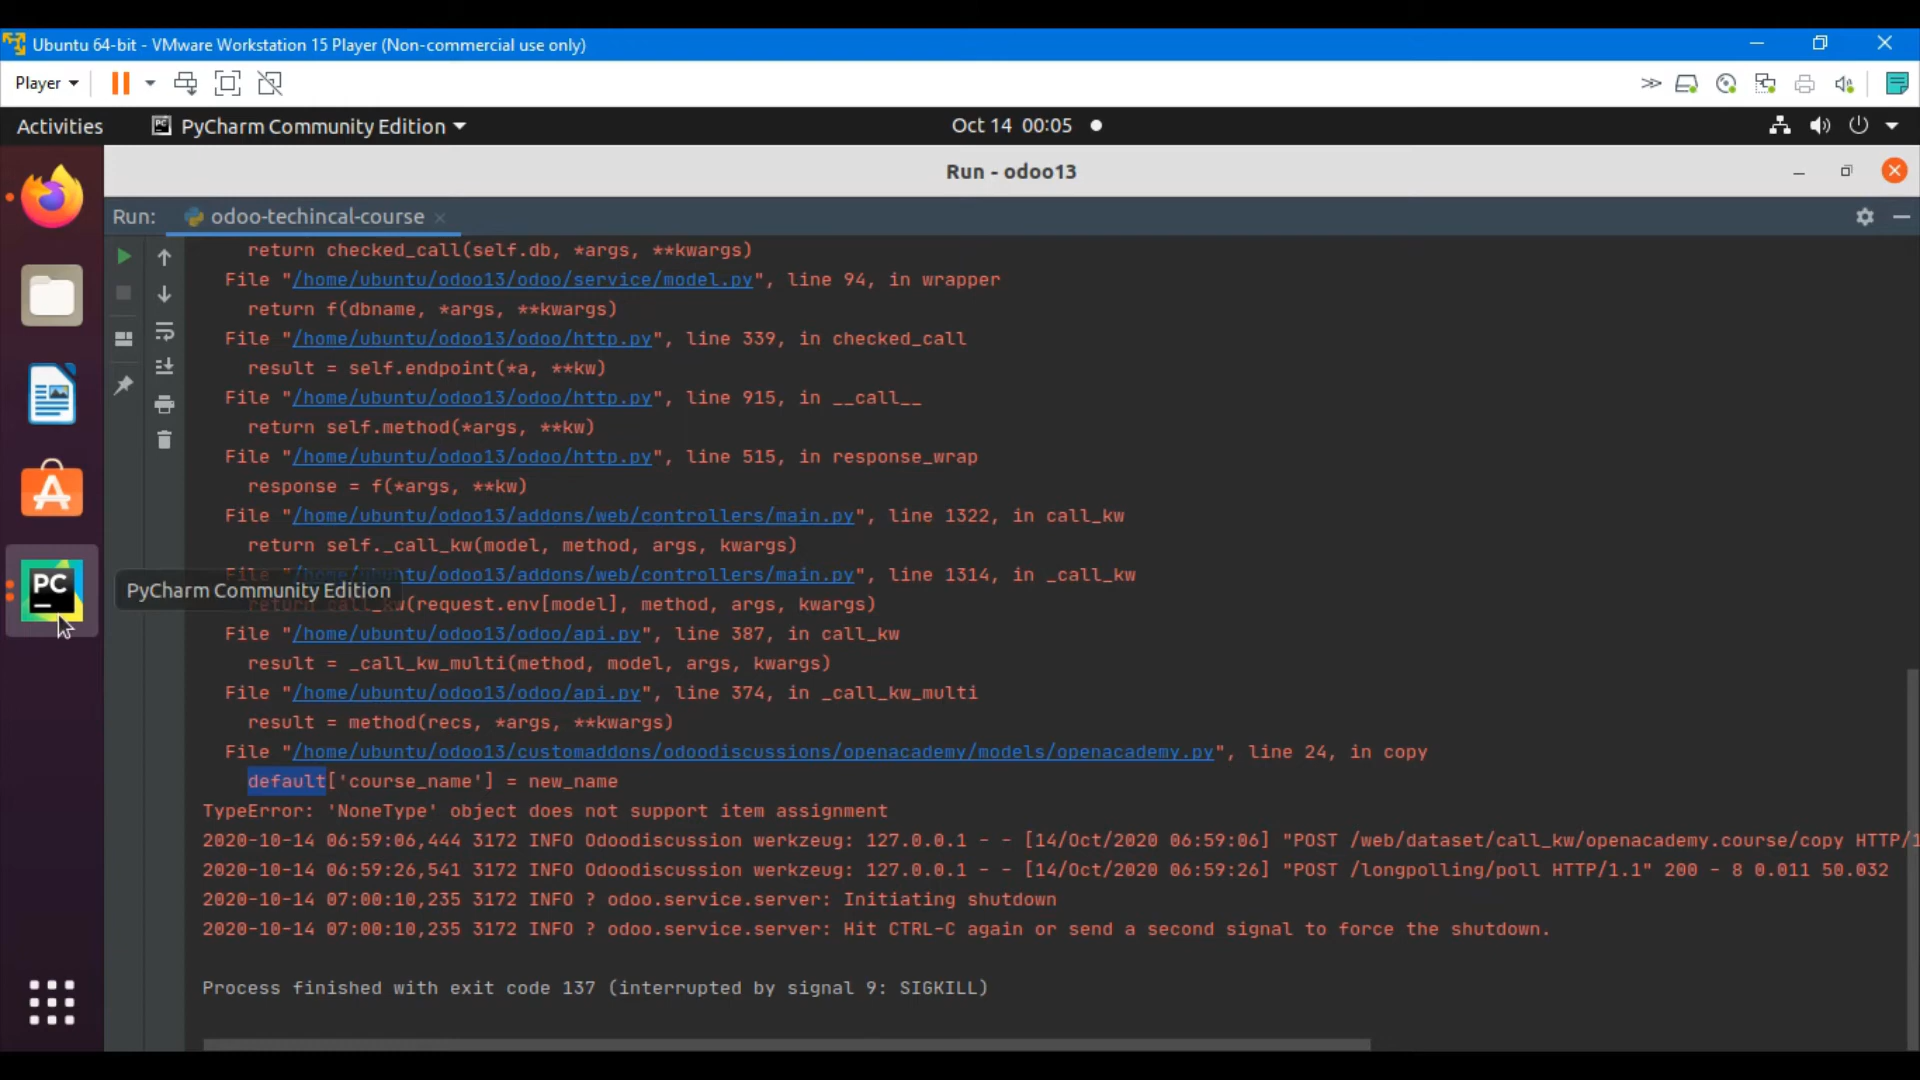 Ubuntu 64-bit - VMware Workstation 15 Player (Non-commercial use only)
Player
Activities
PyCharm Community Edition
Oct 14 00:05
Run - odoo13
Run:
odoo-techincal-course
return checked_call(self.db, *args, **kwargs)
File "/home/ubuntu/odoo13/odoo/service/model.py", line 94, in wrapper
return f(dbname, *args, **kwargs)
File "/home/ubuntu/odoo13/odoo/http.py", line 339, in checked_call
result = self.endpoint(*a, **kw)
File "/home/ubuntu/odoo13/odoo/http.py", line 915, in __call__
return self.method(*args, **kw)
File "/home/ubuntu/odoo13/odoo/http.py", line 515, in response_wrap
response = f(*args, **kw)
File "/home/ubuntu/odoo13/addons/web/controllers/main.py", line 1322, in call_kw
return self._call_kw(model, method, args, kwargs)
File "/home/ubuntu/odoo13/addons/web/controllers/main.py", line 1314, in _call_kw
PC
PyCharm Community Edition
return call_kw(request.env[model], method, args, kwargs)
File "/home/ubuntu/odoo13/odoo/api.py", line 387, in call_kw
result = _call_kw_multi(method, model, args, kwargs)
File "/home/ubuntu/odoo13/odoo/api.py", line 374, in _call_kw_multi
result = method(recs, *args, **kwargs)
File "/home/ubuntu/odoo13/customaddons/odoodiscussions/openacademy/models/openacademy.py", line 24, in copy
default['course_name'] = new_name
TypeError: 'NoneType' object does not support item assignment
2020-10-14 06:59:06,444 3172 INFO Odoodiscussion werkzeug: 127.0.0.1 - - [14/Oct/2020 06:59:06] "POST /web/dataset/call_kw/openacademy.course/copy HTTP/1
2020-10-14 06:59:26,541 3172 INFO Odoodiscussion werkzeug: 127.0.0.1 - - [14/Oct/2020 06:59:26] "POST /longpolling/poll HTTP/1.1" 200 - 8 0.011 50.032
2020-10-14 07:00:10,235 3172 INFO ? odoo.service.server: Initiating shutdown
2020-10-14 07:00:10,235 3172 INFO ? odoo.service.server: Hit CTRL-C again or send a second signal to force the shutdown.
Process finished with exit code 137 (interrupted by signal 9: SIGKILL)